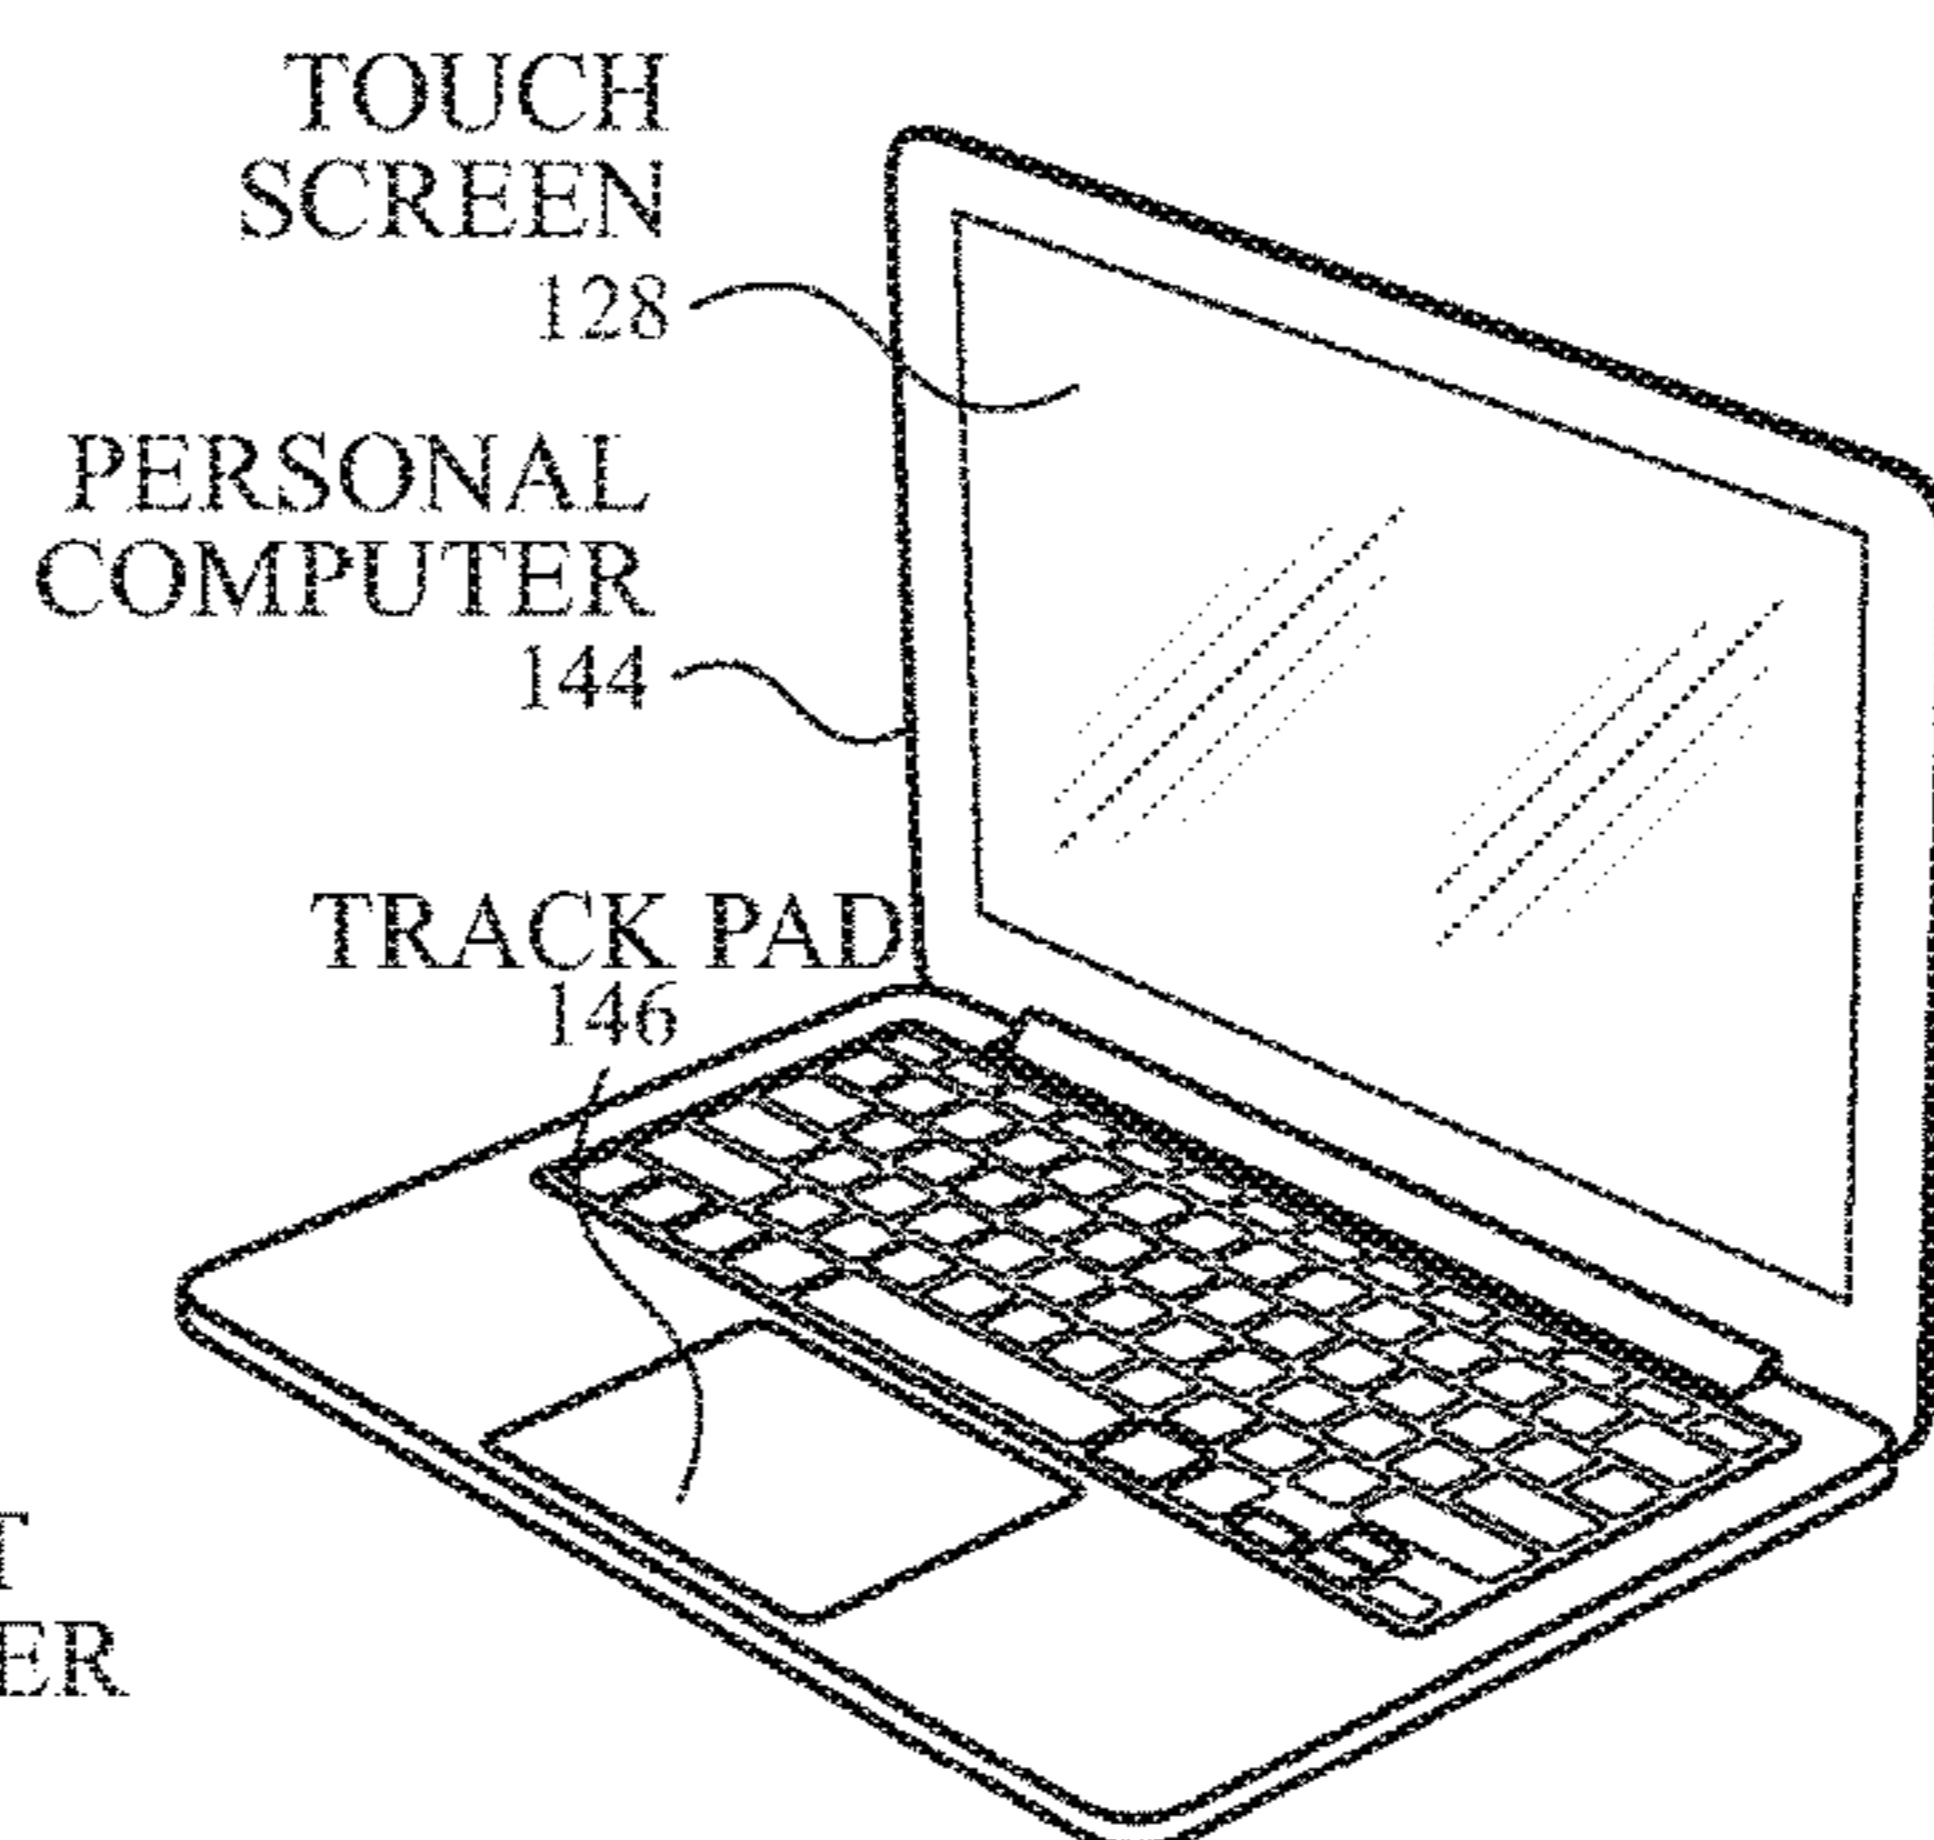 TOUCH
SCREEN
128
PERSONAL
COMPUTER
144
TRACK PAD
146